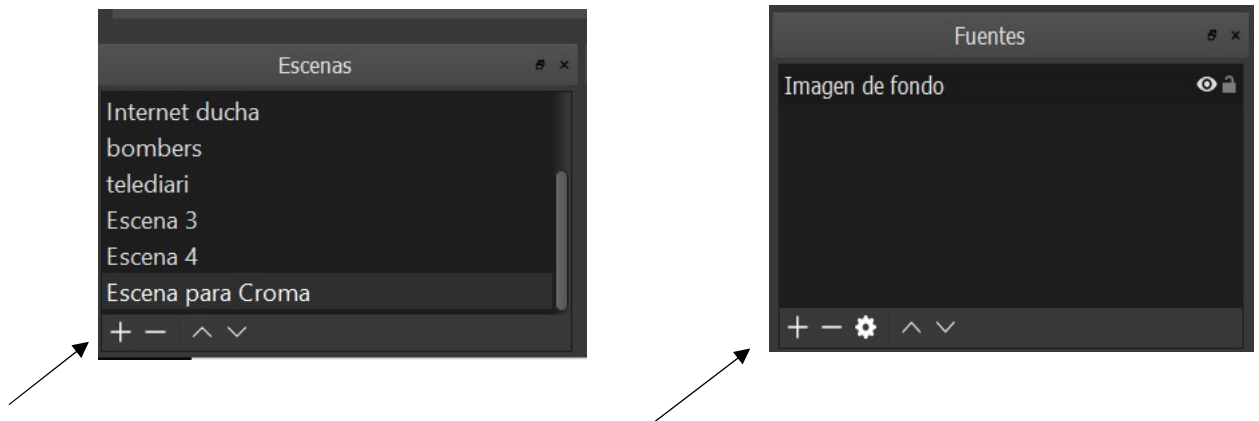 Escenas
Internet ducha
bombers
telediari
Escena 3
Escena 4
Escena para Croma
Fuentes
Imagen de fondo